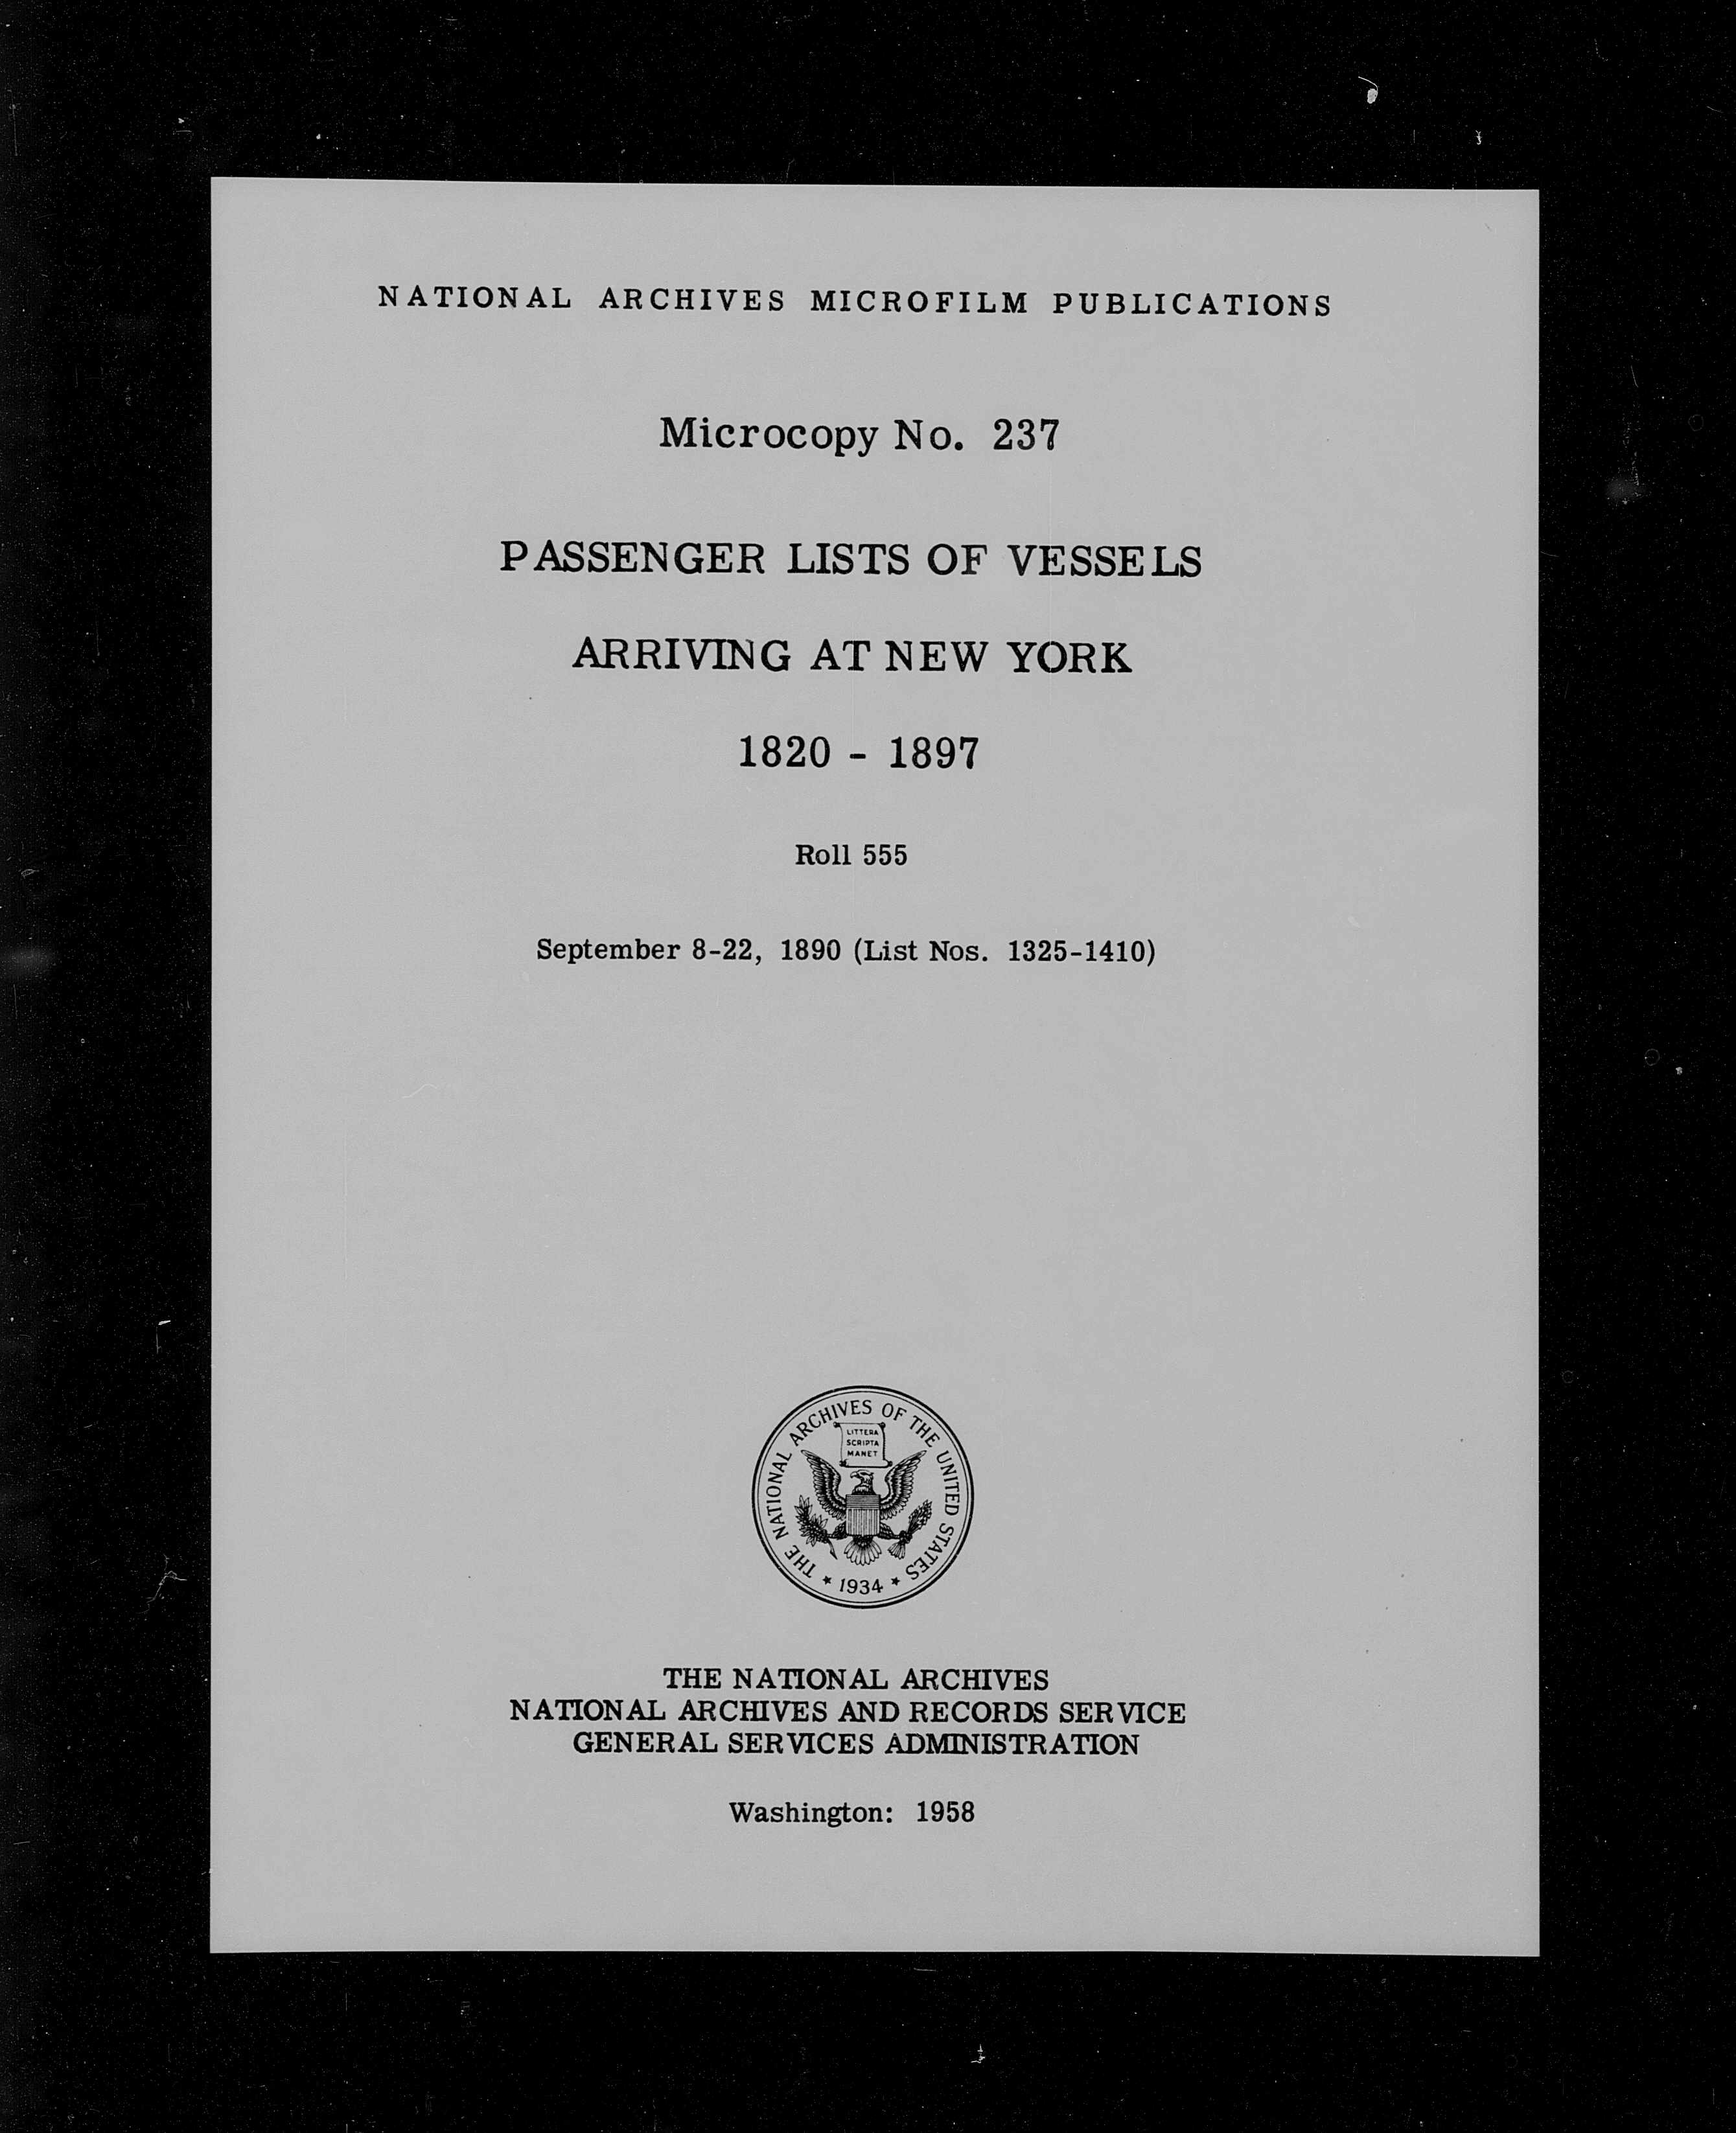 NATIONAL ARCHIVES MICROFILM PUBLICATIONS
Microcopy No. 237
PASSENGER LISTS OF VESSELS
ARRIVING AT NEW YORK
1820 - 1897
Roll 555
September 8-22, 1890 (List Nos. 1325-1410)
THE NATIONAL ARCHIVES OF THE UNITED STATES
LITTERA
SCRIPTA
MANET
★ 1934 ★
THE NATIONAL ARCHIVES
NATIONAL ARCHIVES AND RECORDS SERVICE
GENERAL SERVICES ADMINISTRATION
Washington: 1958